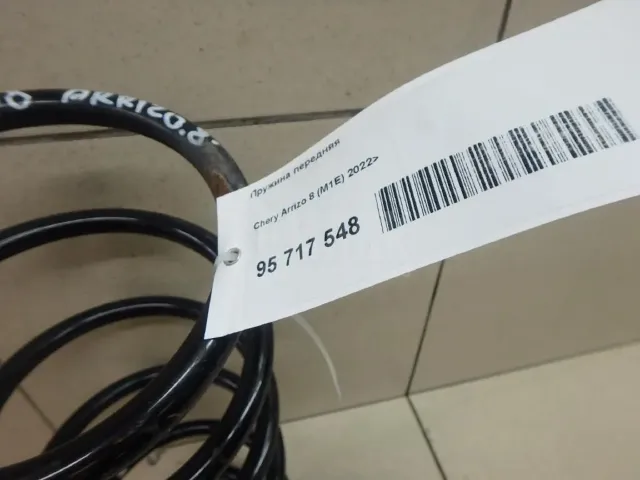 ARRIZO.8
Пружина передняя
Chery Arrizo 8 (M1E) 2022>
95 717 548